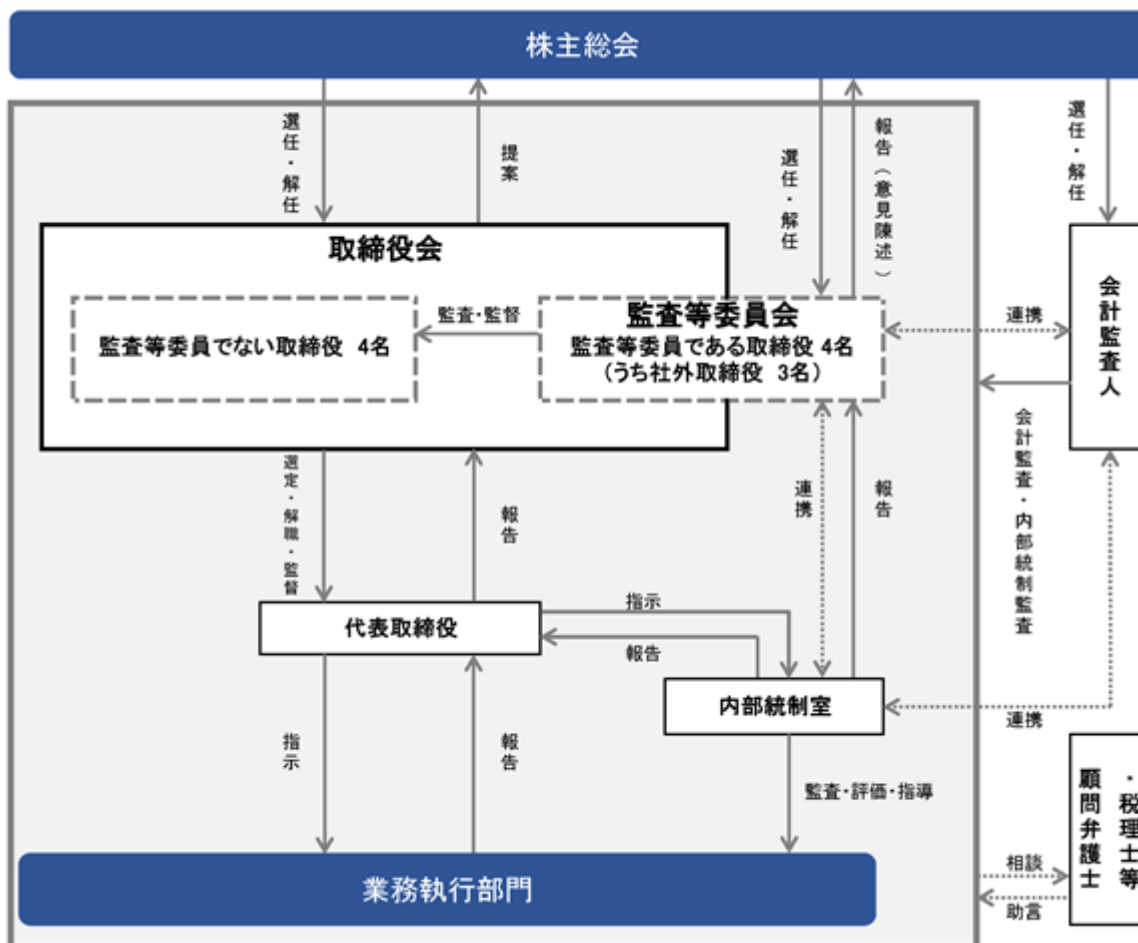 株主総会
選任・解任
提案
選任・解任
報告（意見陳述）
選任・解任
取締役会
監査等委員でない取締役 4名
監査・監督
監査等委員会
監査等委員である取締役 4名
（うち社外取締役 3名）
連携
会計監査人
会計監査・内部統制監査
選定・解職・監督
報告
連携
報告
代表取締役
指示
報告
内部統制室
連携
指示
報告
監査・評価・指導
業務執行部門
相談
助言
顧問弁護士
・税理士等